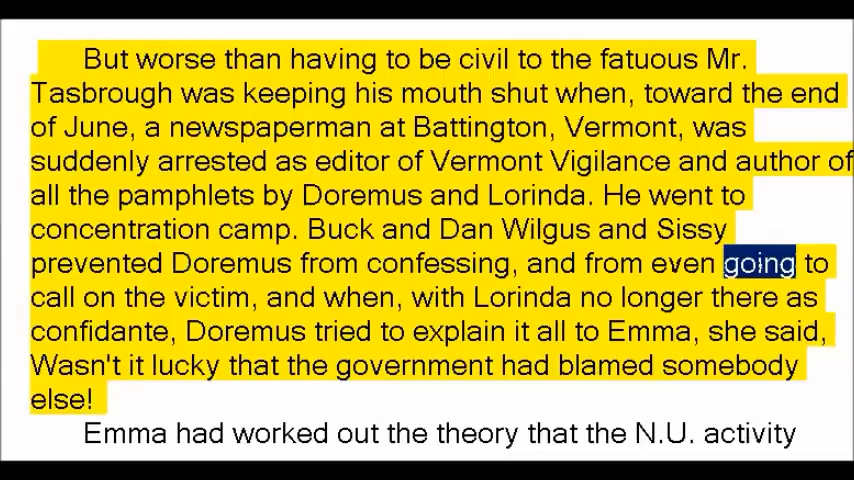 But worse than having to be civil to the fatuous Mr.
Tasbrough was keeping his mouth shut when, toward the end
of June, a newspaperman at Battington, Vermont, was
suddenly arrested as editor of Vermont Vigilance and author of
all the pamphlets by Doremus and Lorinda. He went to
concentration camp. Buck and Dan Wilgus and Sissy
prevented Doremus from confessing, and from even going to
call on the victim, and when, with Lorinda no longer there as
confidante, Doremus tried to explain it all to Emma, she said,
Wasn't it lucky that the government had blamed somebody
else!
Emma had worked out the theory that the N.U. activity